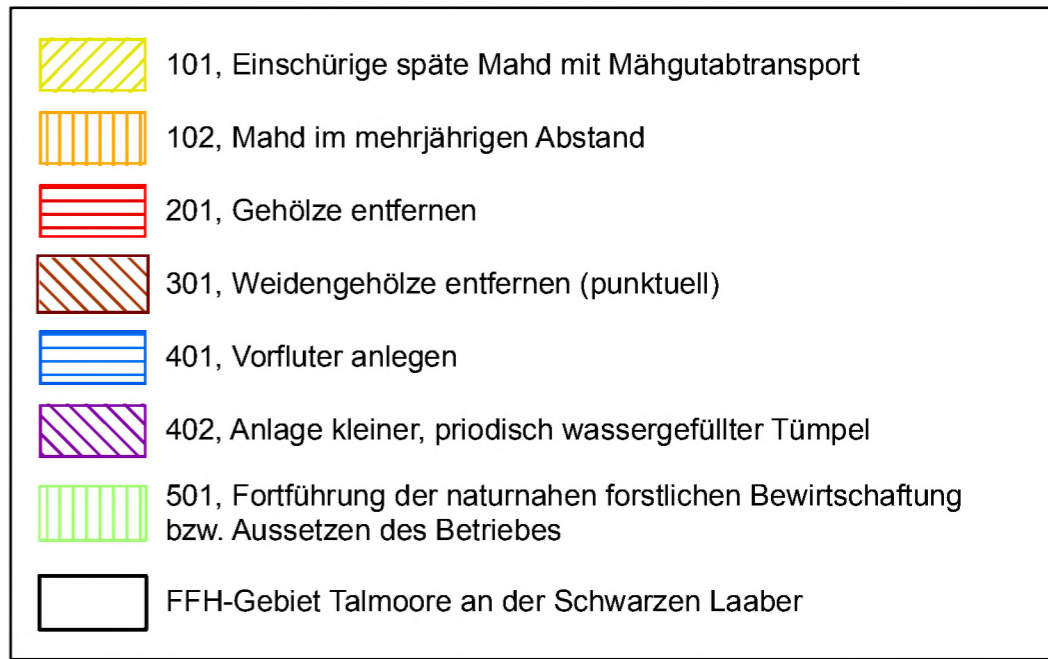 101, Einschürige späte Mahd mit Mähgutabtransport
102, Mahd im mehrjährigen Abstand
201, Gehölze entfernen
301, Weidengehölze entfernen (punktuell)
401, Vorfluter anlegen
402, Anlage kleiner, priodisch wassergefüllter Tümpel
501, Fortführung der naturnahen forstlichen Bewirtschaftung
bzw. Aussetzen des Betriebes
FFH-Gebiet Talmoore an der Schwarzen Laaber